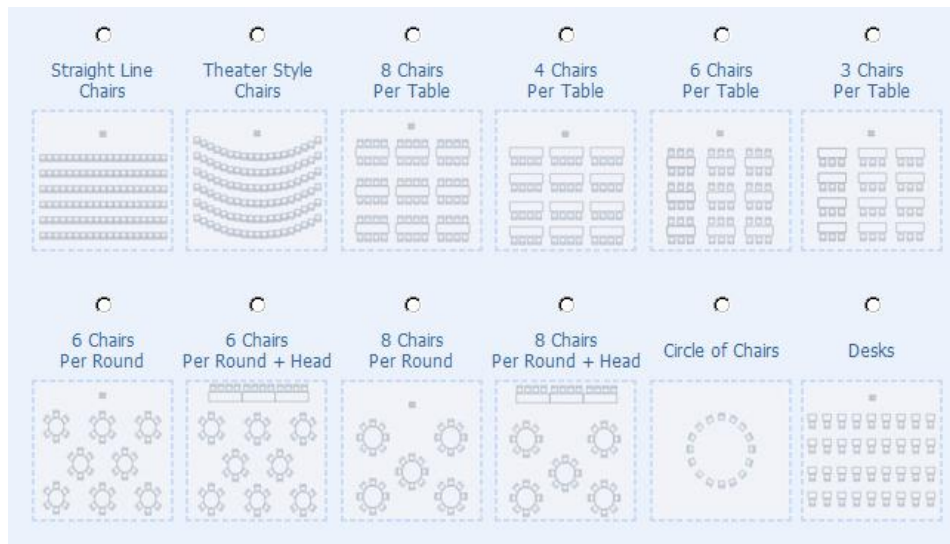 Straight Line
Chairs
Theater Style
Chairs
8 Chairs
Per Table
4 Chairs
Per Table
6 Chairs
Per Table
3 Chairs
Per Table
6 Chairs
Per Round
6 Chairs
Per Round + Head
8 Chairs
Per Round
8 Chairs
Per Round + Head
Circle of Chairs
Desks